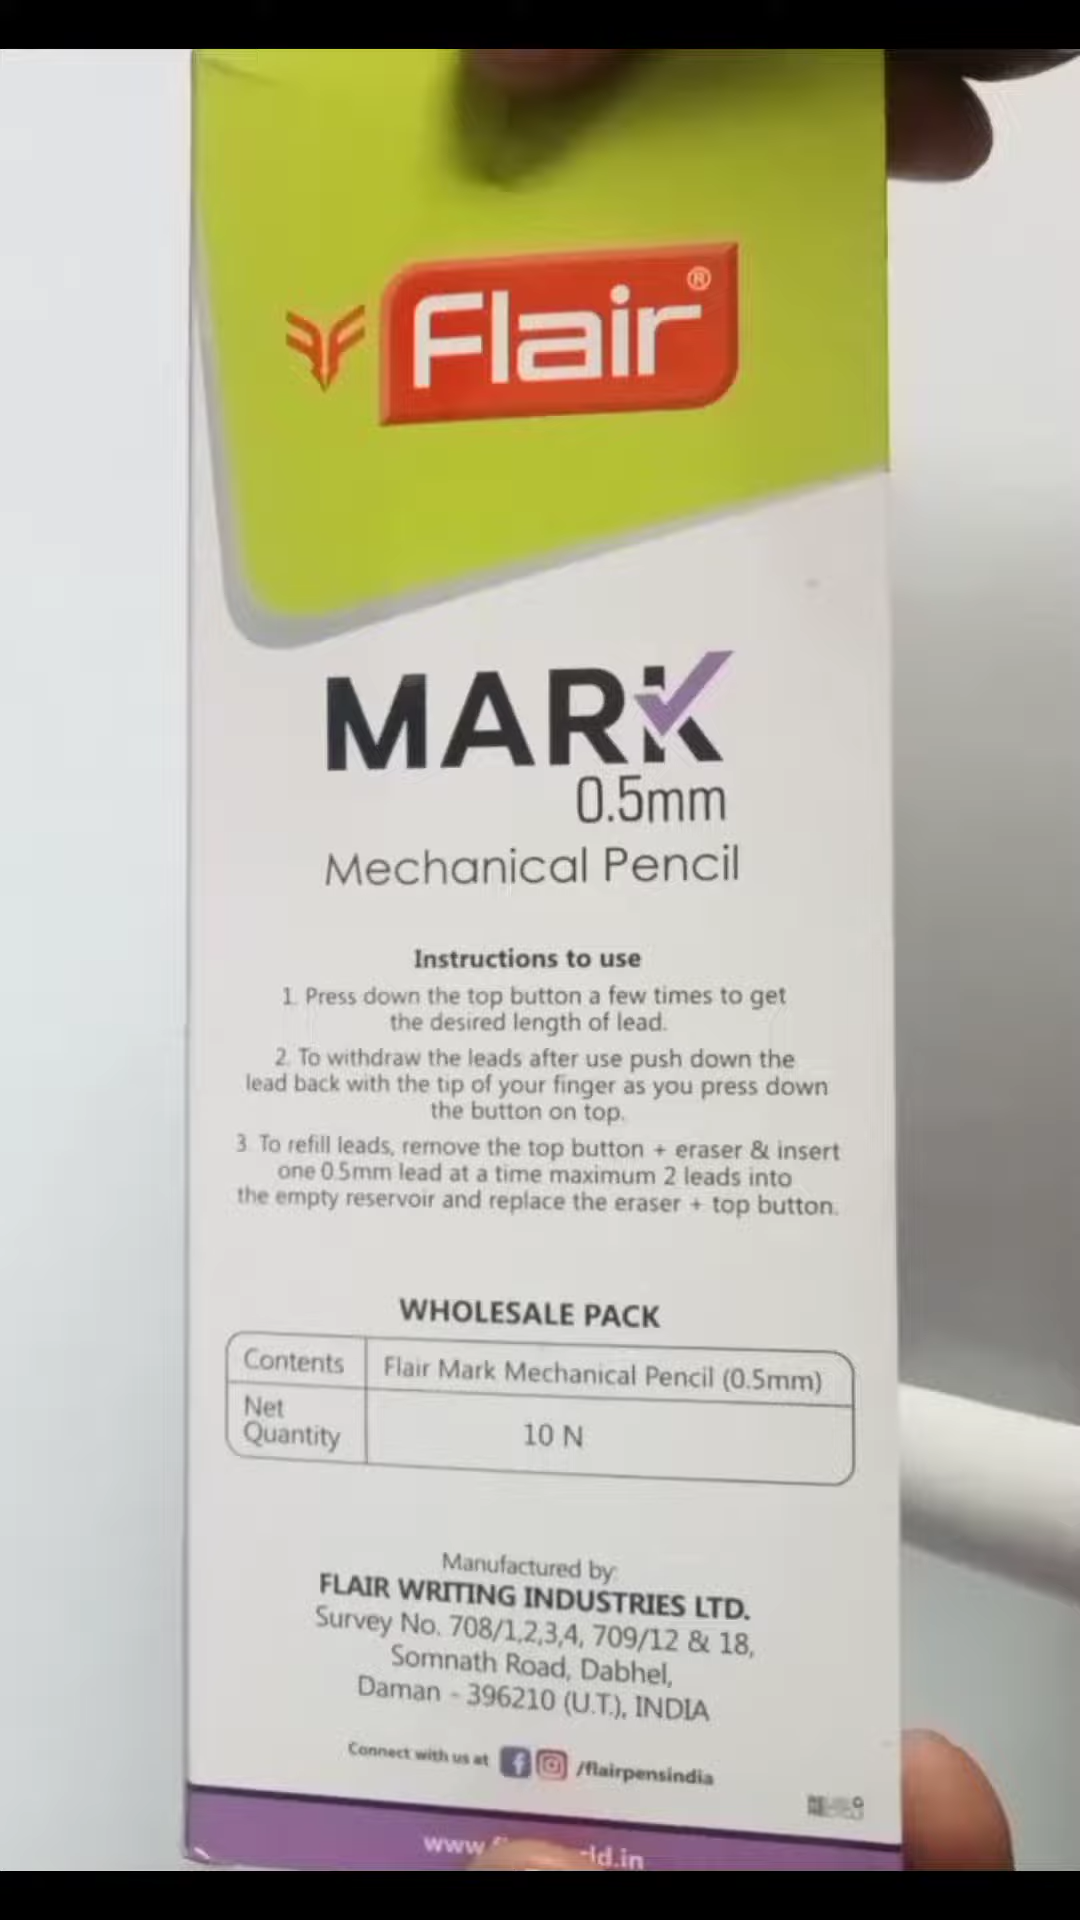 Flair®
MARK
0.5mm
Mechanical Pencil
Instructions to use
1. Press down the top button a few times to get
the desired length of lead.
2. To withdraw the leads after use push down the
lead back with the tip of your finger as you press down
the button on top.
3. To refill leads, remove the top button + eraser & insert
one 0.5mm lead at a time maximum 2 leads into
the empty reservoir and replace the eraser + top button.
WHOLESALE PACK
Contents Flair Mark Mechanical Pencil (0.5mm)
Net
Quantity 10 N
Manufactured by:
FLAIR WRITING INDUSTRIES LTD.
Survey No. 708/1,2,3,4, 709/12 & 18,
Somnath Road, Dabhel,
Daman - 396210 (U.T.), INDIA
Connect with us at /flairpensindia
www